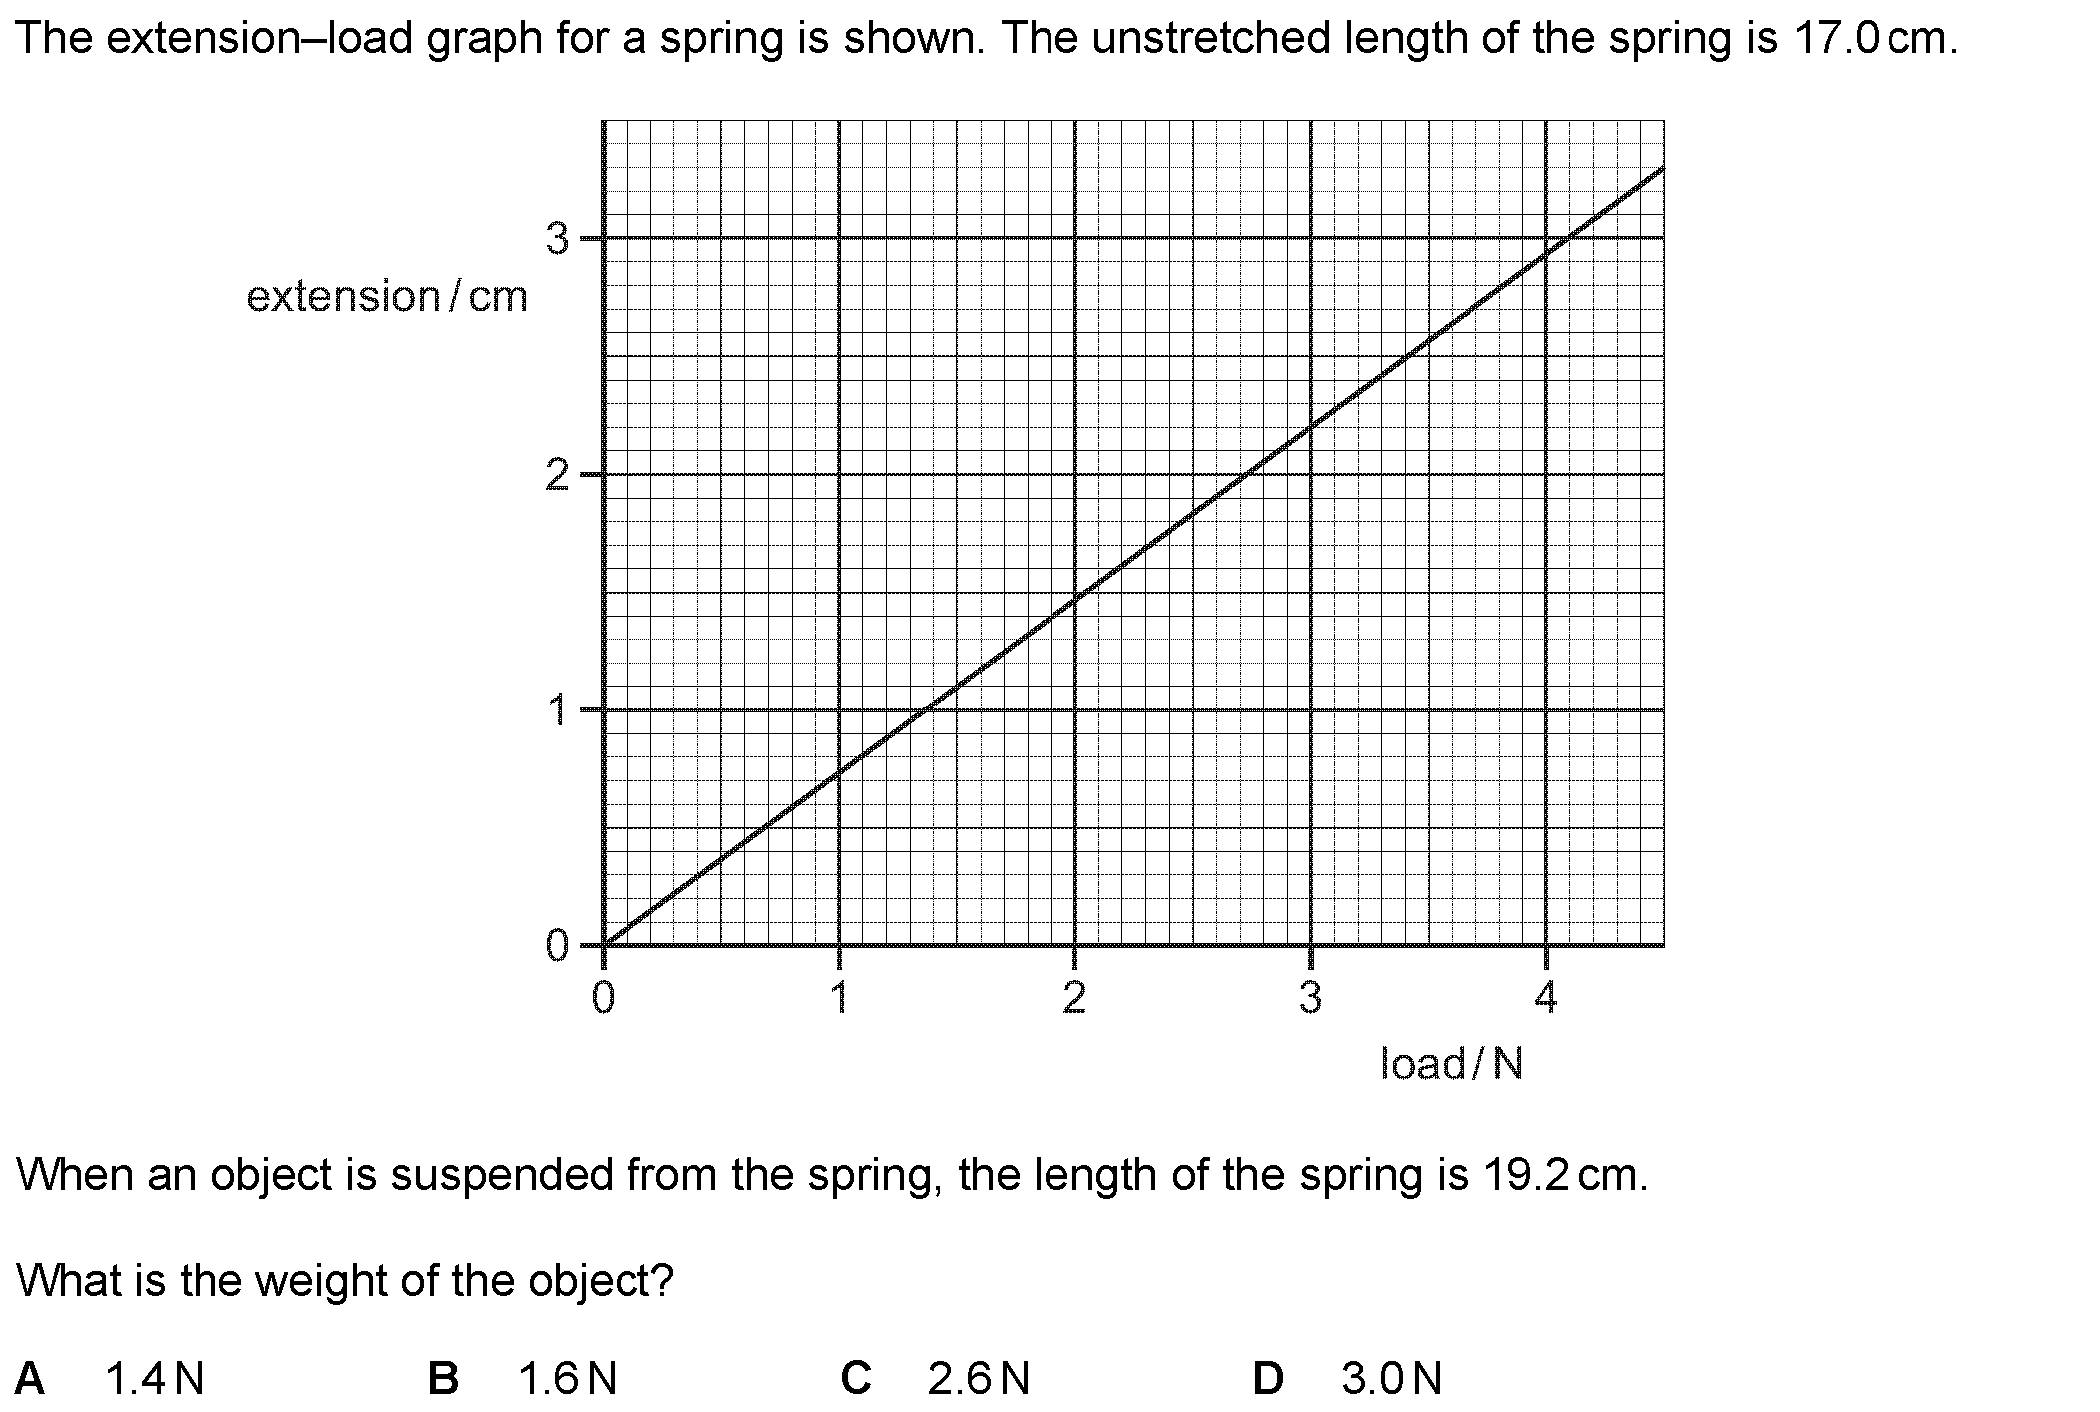 The extension–load graph for a spring is shown. The unstretched length of the spring is 17.0 cm.
3
extension / cm
2
1
0
0 1 2 3 4
load / N
When an object is suspended from the spring, the length of the spring is 19.2 cm.
What is the weight of the object?
A 1.4 N B 1.6 N C 2.6 N D 3.0 N